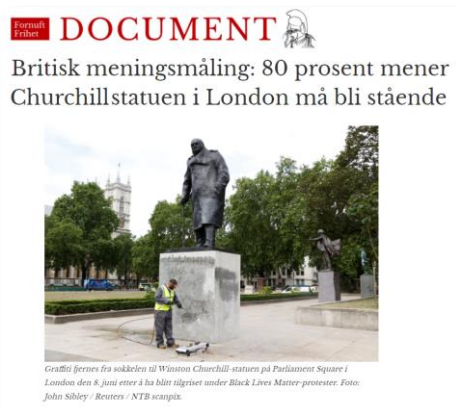 Fornuft
Frihet
DOCUMENT
Britisk meningsmåling: 80 prosent mener
Churchillstatuen i London må bli stående
Graffiti fjernes fra sokkelen til Winston Churchill-statuen på Parliament Square i
London den 8. juni etter å ha blitt tilgriset under Black Lives Matter-protester. Foto:
John Sibley / Reuters / NTB scanpix.